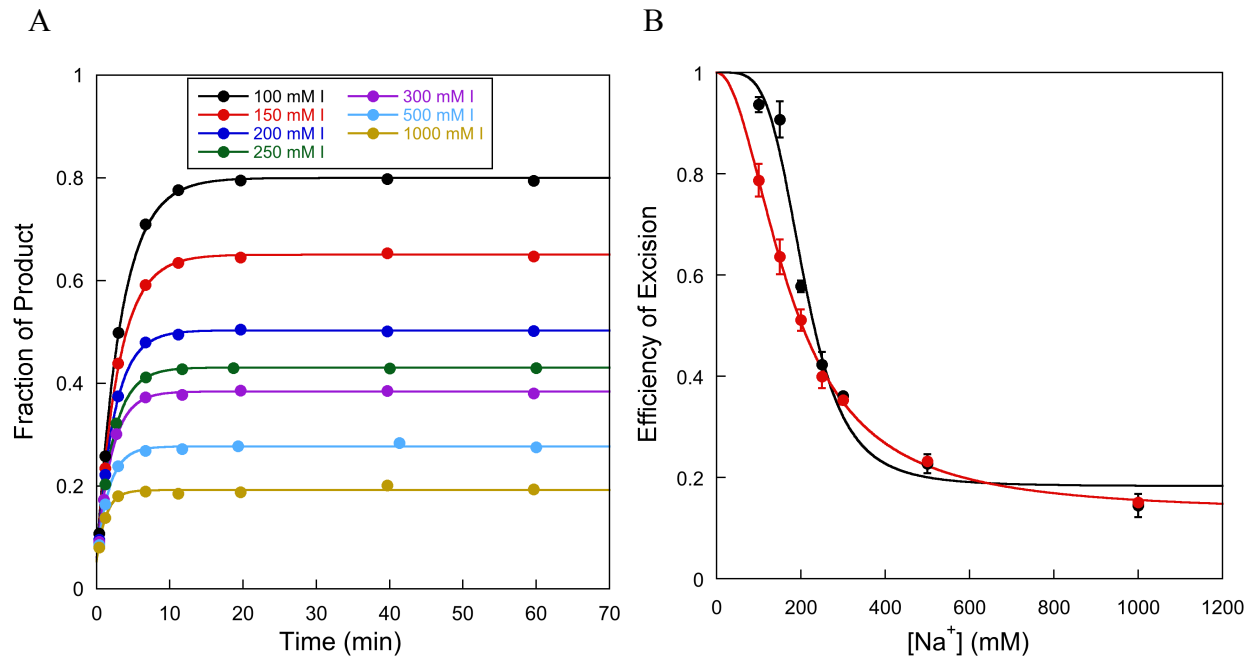 A
B
1
0.8
0.6
0.4
0.2
0
100 mM I
150 mM I
200 mM I
250 mM I
300 mM I
500 mM I
1000 mM I
Fraction of Product
0 10 20 30 40 50 60 70
Time (min)
1
0.8
0.6
0.4
0.2
0
Efficiency of Excision
0 200 400 600 800 1000 1200
[Na⁺] (mM)